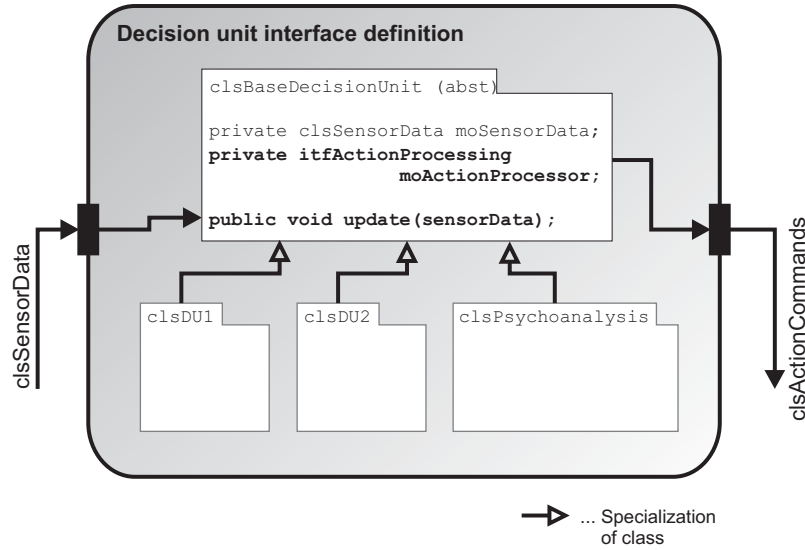 Decision unit interface definition
clsBaseDecisionUnit (abst)
private clsSensorData moSensorData;
private itfActionProcessing
moActionProcessor;
public void update(sensorData);
clsSensorData
clsActionCommands
clsDU1
clsDU2
clsPsychoanalysis
... Specialization
of class